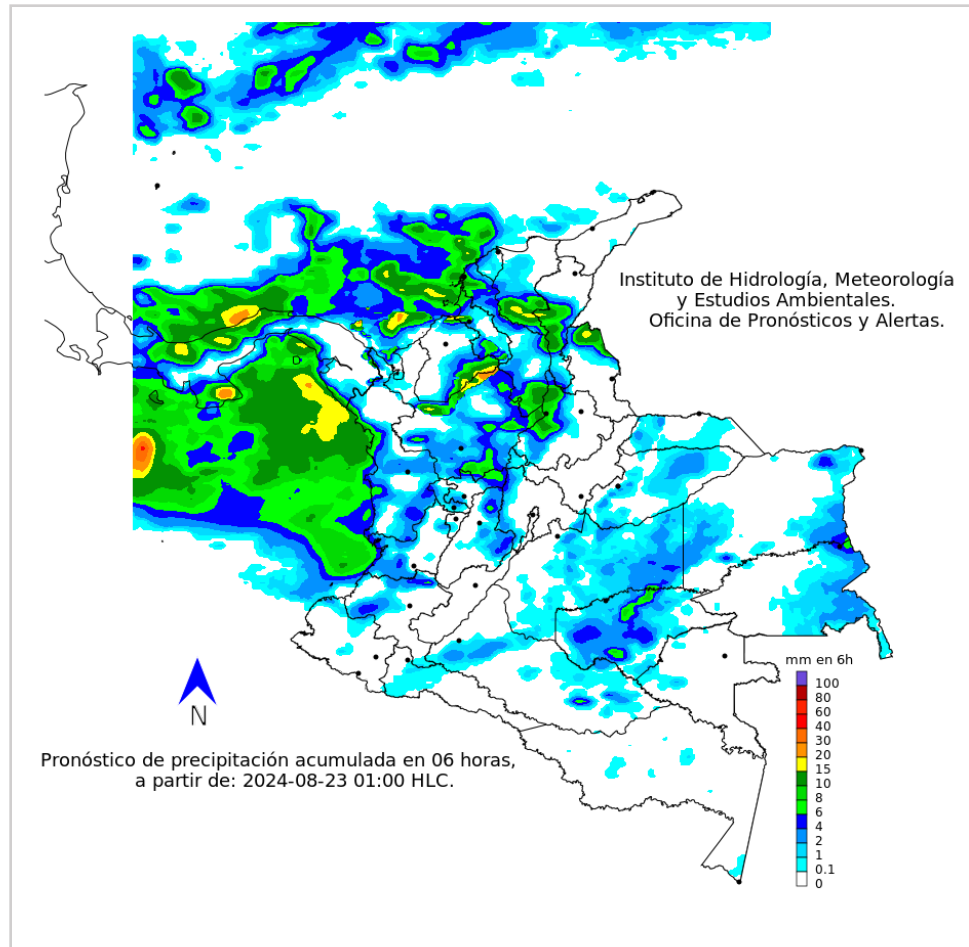 Instituto de Hidrología, Meteorología
y Estudios Ambientales.
Oficina de Pronósticos y Alertas.
mm en 6h
100
80
60
40
30
20
15
10
8
6
4
2
1
0.1
0
N
Pronóstico de precipitación acumulada en 06 horas,
a partir de: 2024-08-23 01:00 HLC.